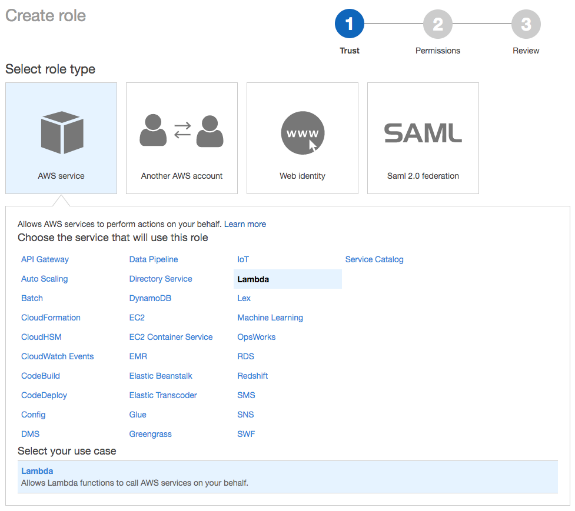 Create role
1 2 3
Trust Permissions Review
Select role type
www SAML
AWS service Another AWS account Web identity Saml 2.0 federation
Allows AWS services to perform actions on your behalf. Learn more
Choose the service that will use this role
API Gateway Data Pipeline IoT Service Catalog
Auto Scaling Directory Service Lambda
Batch DynamoDB Lex
CloudFormation EC2 Machine Learning
CloudHSM EC2 Container Service OpsWorks
CloudWatch Events EMR RDS
CodeBuild Elastic Beanstalk Redshift
CodeDeploy Elastic Transcoder SMS
Config Glue SNS
DMS Greengrass SWF
Select your use case
Lambda
Allows Lambda functions to call AWS services on your behalf.